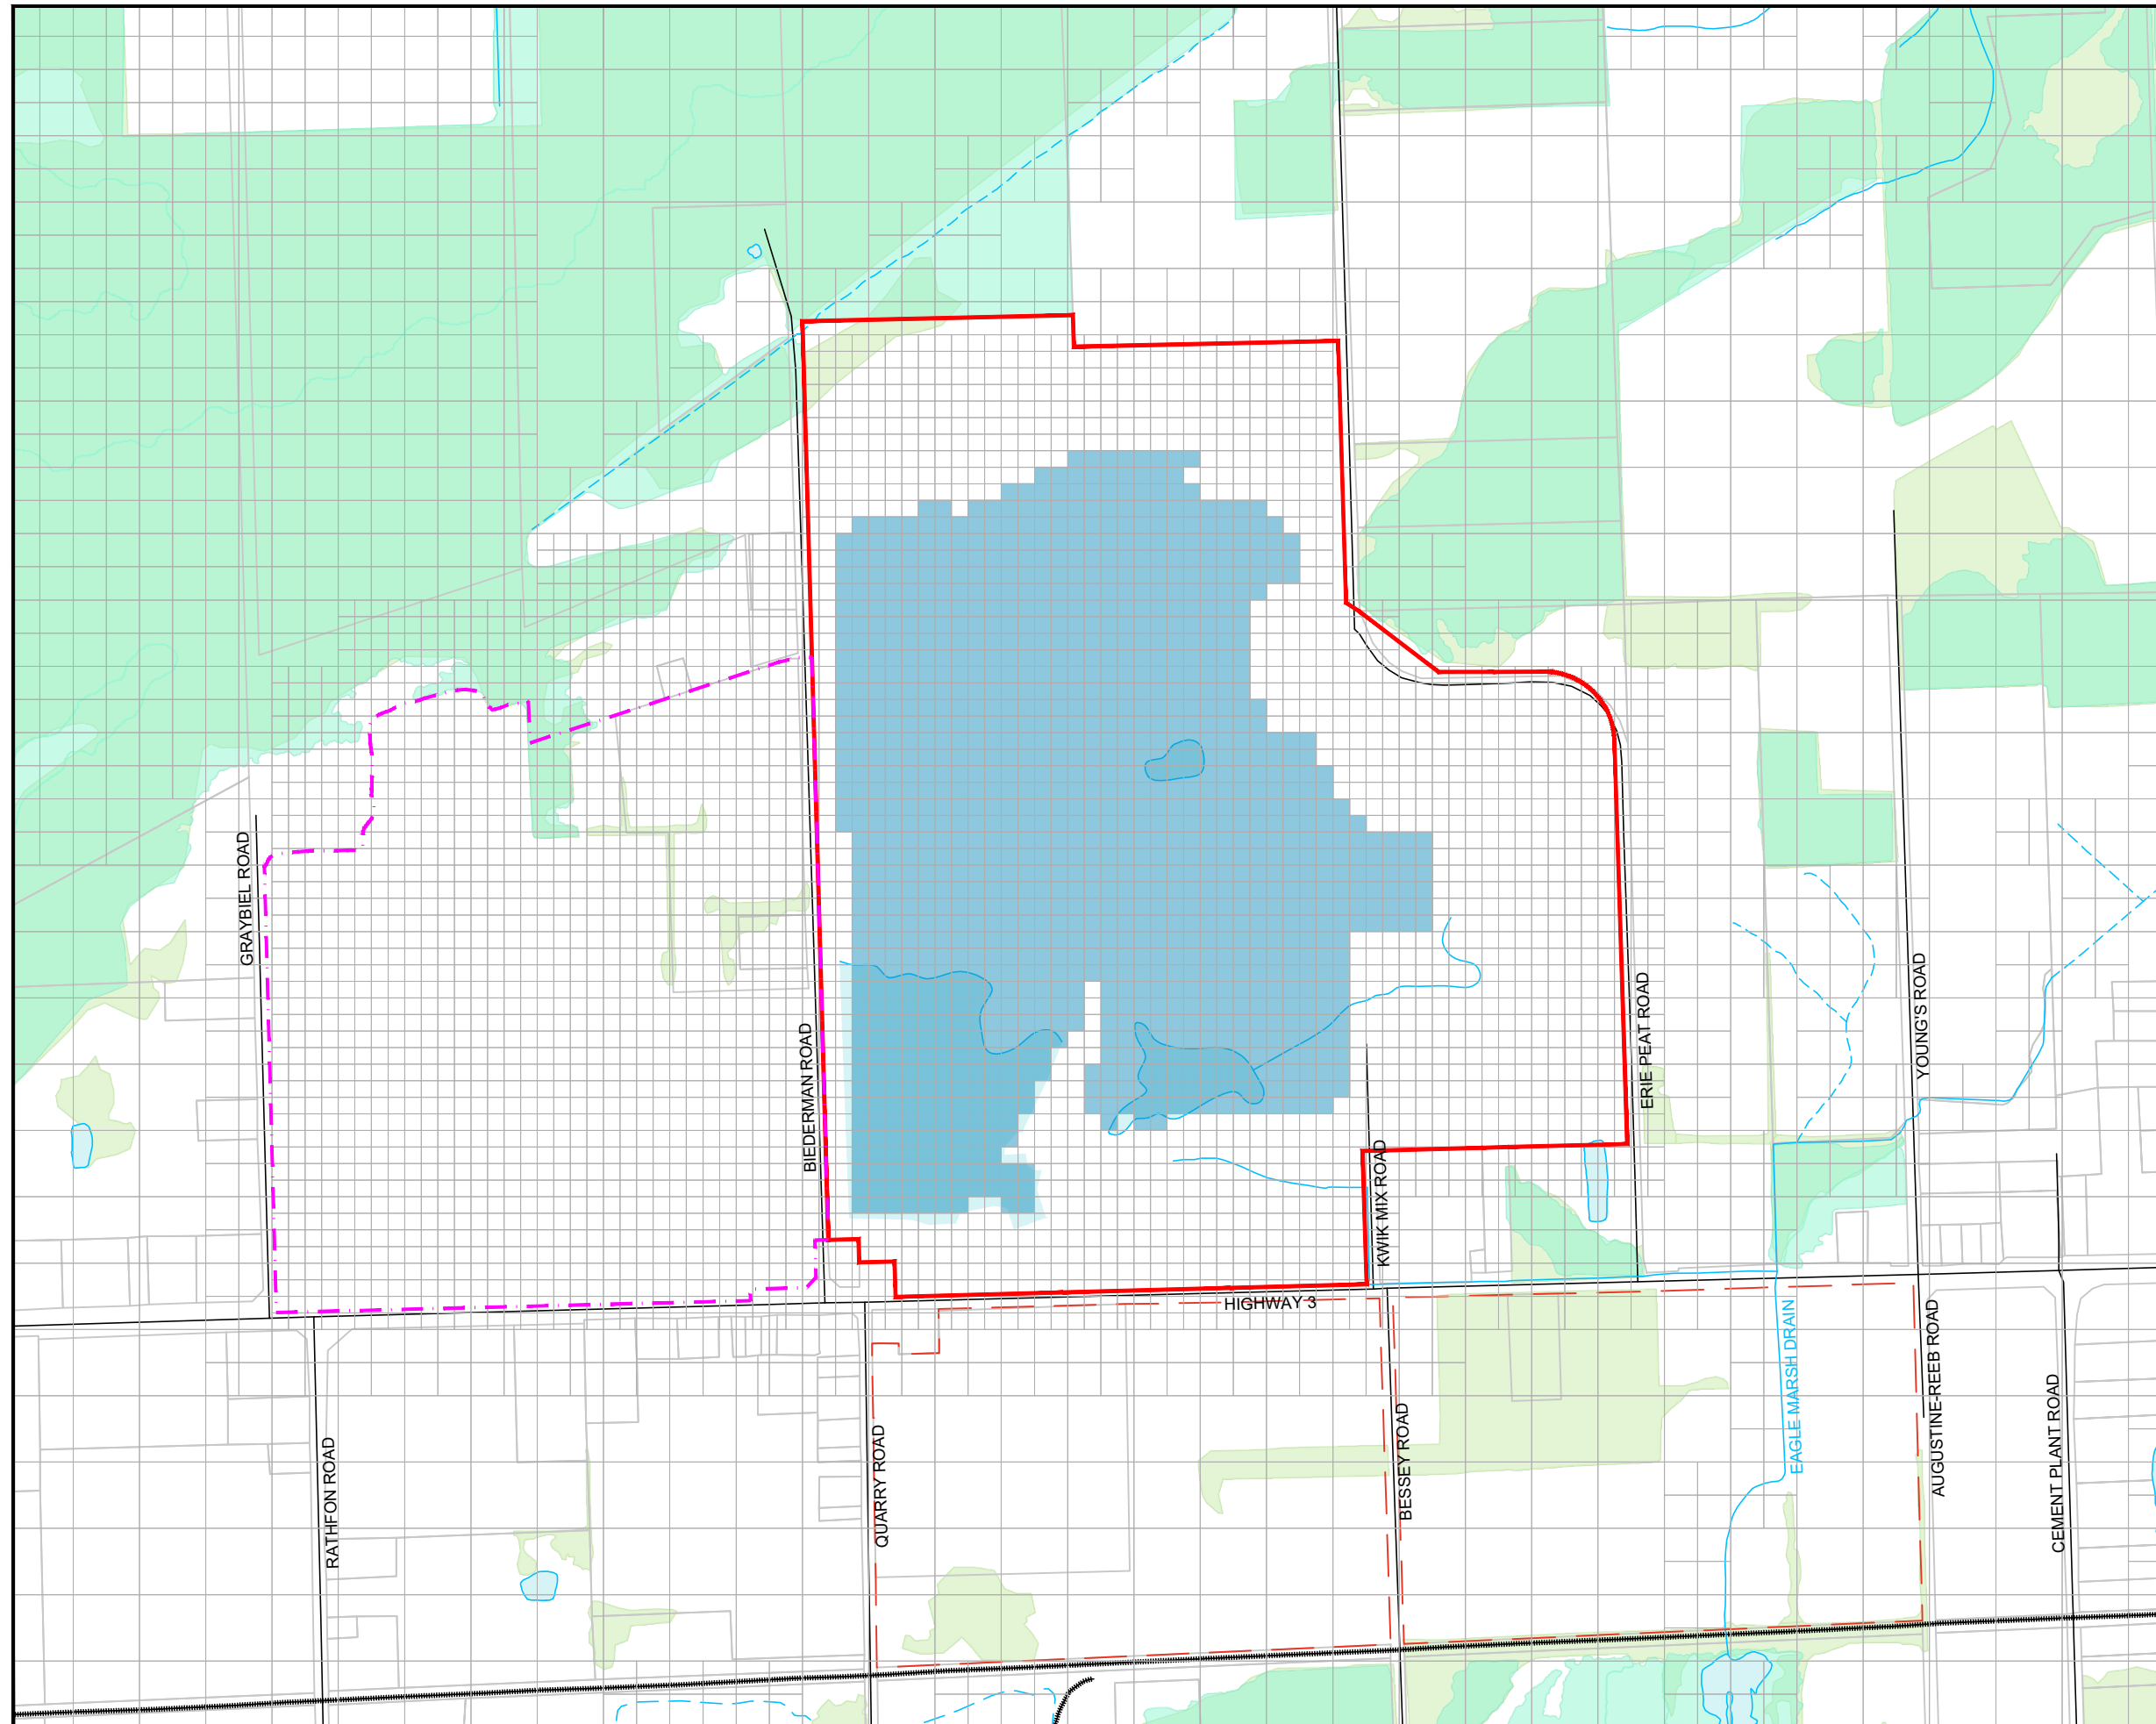 GRAYBIEL ROAD
BIEDERMAN ROAD
ERIE PEAT ROAD
YOUNG'S ROAD
KWIK MIX ROAD
HIGHWAY 3
RATHFON ROAD
QUARRY ROAD
BESSEY ROAD
EAGLE MARSH DRAIN
AUGUSTINE-REEB ROAD
CEMENT PLANT ROAD